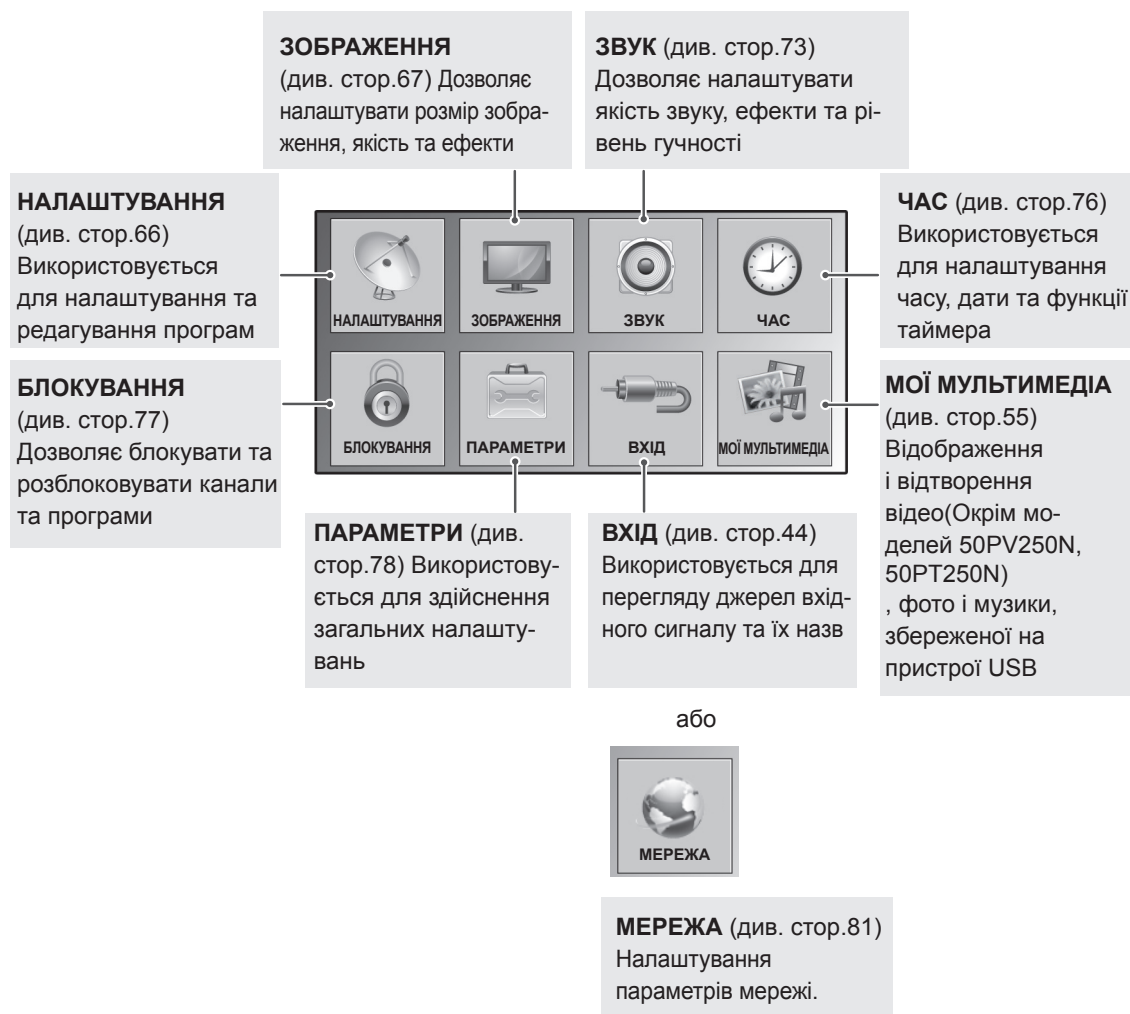 ЗОБРАЖЕННЯ
(див. стор.67) Дозволяє
налаштувати розмір зобра-
ження, якість та ефекти
ЗВУК (див. стор.73)
Дозволяє налаштувати
якість звуку, ефекти та рі-
вень гучності
НАЛАШТУВАННЯ
(див. стор.66)
Використовується
для налаштування та
редагування програм
ЧАС (див. стор.76)
Використовується
для налаштування
часу, дати та функції
таймера
НАЛАШТУВАННЯ
ЗОБРАЖЕННЯ
ЗВУК
ЧАС
БЛОКУВАННЯ
ПАРАМЕТРИ
ВХІД
МОЇ МУЛЬТИМЕДІА
БЛОКУВАННЯ
(див. стор.77)
Дозволяє блокувати та
розблоковувати канали
та програми
МОЇ МУЛЬТИМЕДІА
(див. стор.55)
Відображення
і відтворення
відео(Окрім мо-
делей 50PV250N,
50PT250N)
, фото і музики,
збереженої на
пристрої USB
ПАРАМЕТРИ (див.
стор.78) Використову-
ється для здійснення
загальних налашту-
вань
ВХІД (див. стор.44)
Використовується для
перегляду джерел вхід-
ного сигналу та їх назв
або
МЕРЕЖА
МЕРЕЖА (див. стор.81)
Налаштування
параметрів мережі.